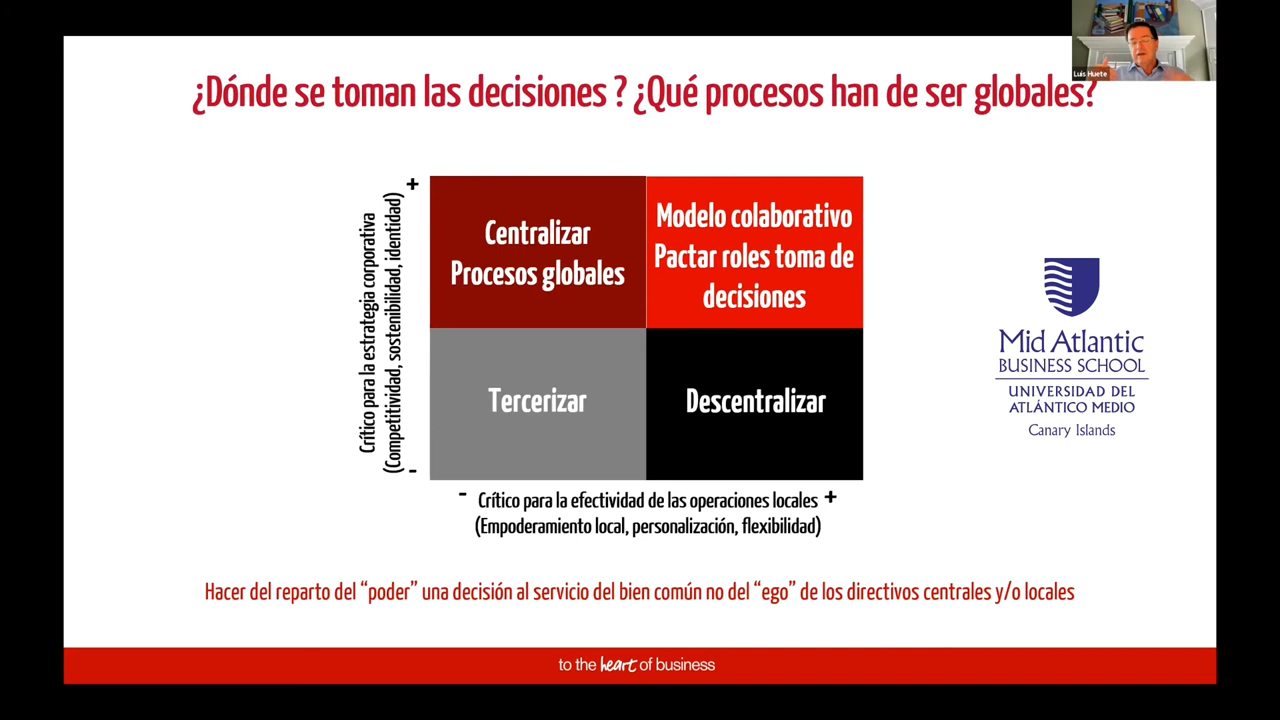 Luis Huete
¿Dónde se toman las decisiones ? ¿Qué procesos han de ser globales?
+
Crítico para la estrategia corporativa
(Competitividad, sostenibilidad, identidad)
-
Centralizar
Procesos globales
Modelo colaborativo
Pactar roles toma de
decisiones
Tercerizar
Descentralizar
- Crítico para la efectividad de las operaciones locales +
(Empoderamiento local, personalización, flexibilidad)
Mid Atlantic
BUSINESS SCHOOL
UNIVERSIDAD DEL
ATLÁNTICO MEDIO
Canary Islands
Hacer del reparto del “poder” una decisión al servicio del bien común no del “ego” de los directivos centrales y/o locales
to the heart of business